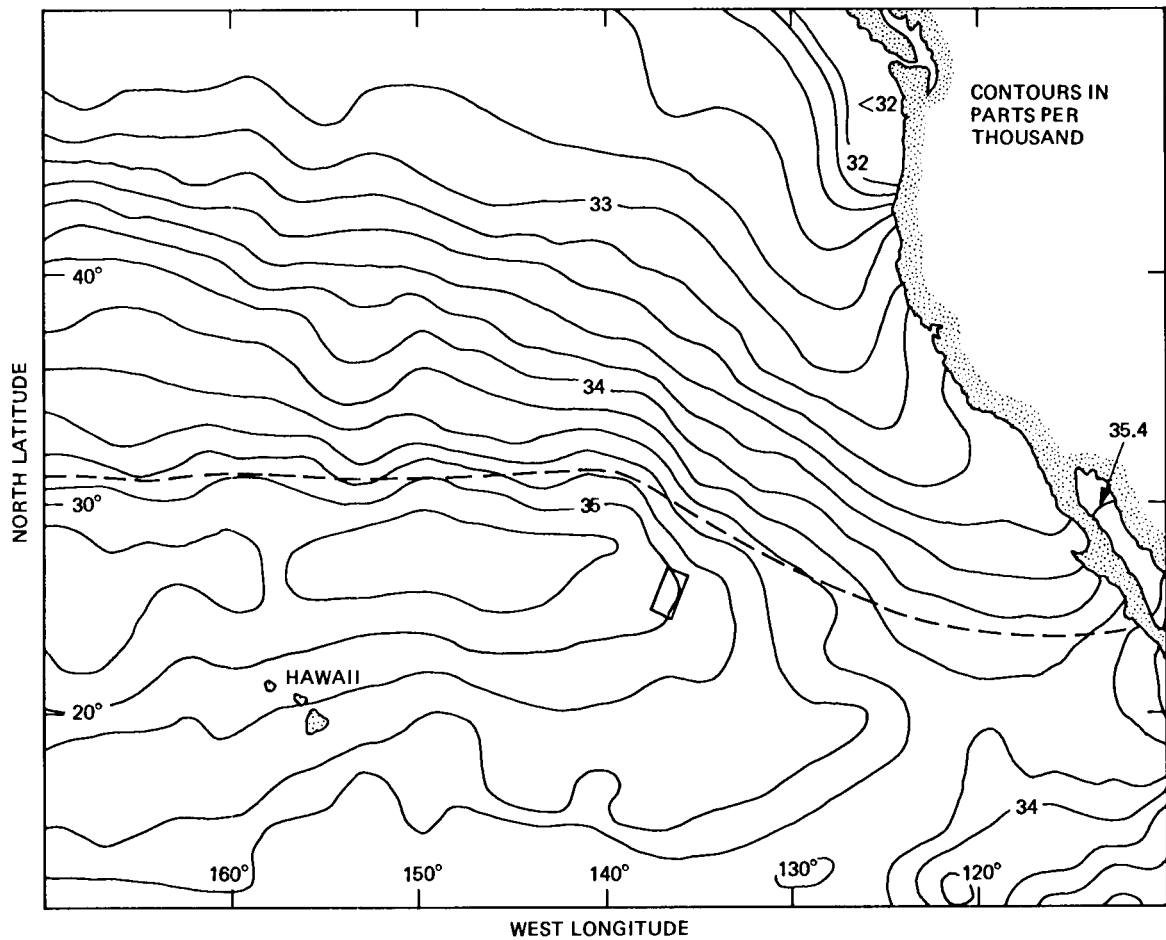 CONTOURS IN
PARTS PER
THOUSAND
<32
32
33
40°
34
35.4
NORTH LATITUDE
30°
35
HAWAII
20°
34
160°
150°
140°
130°
120°
WEST LONGITUDE